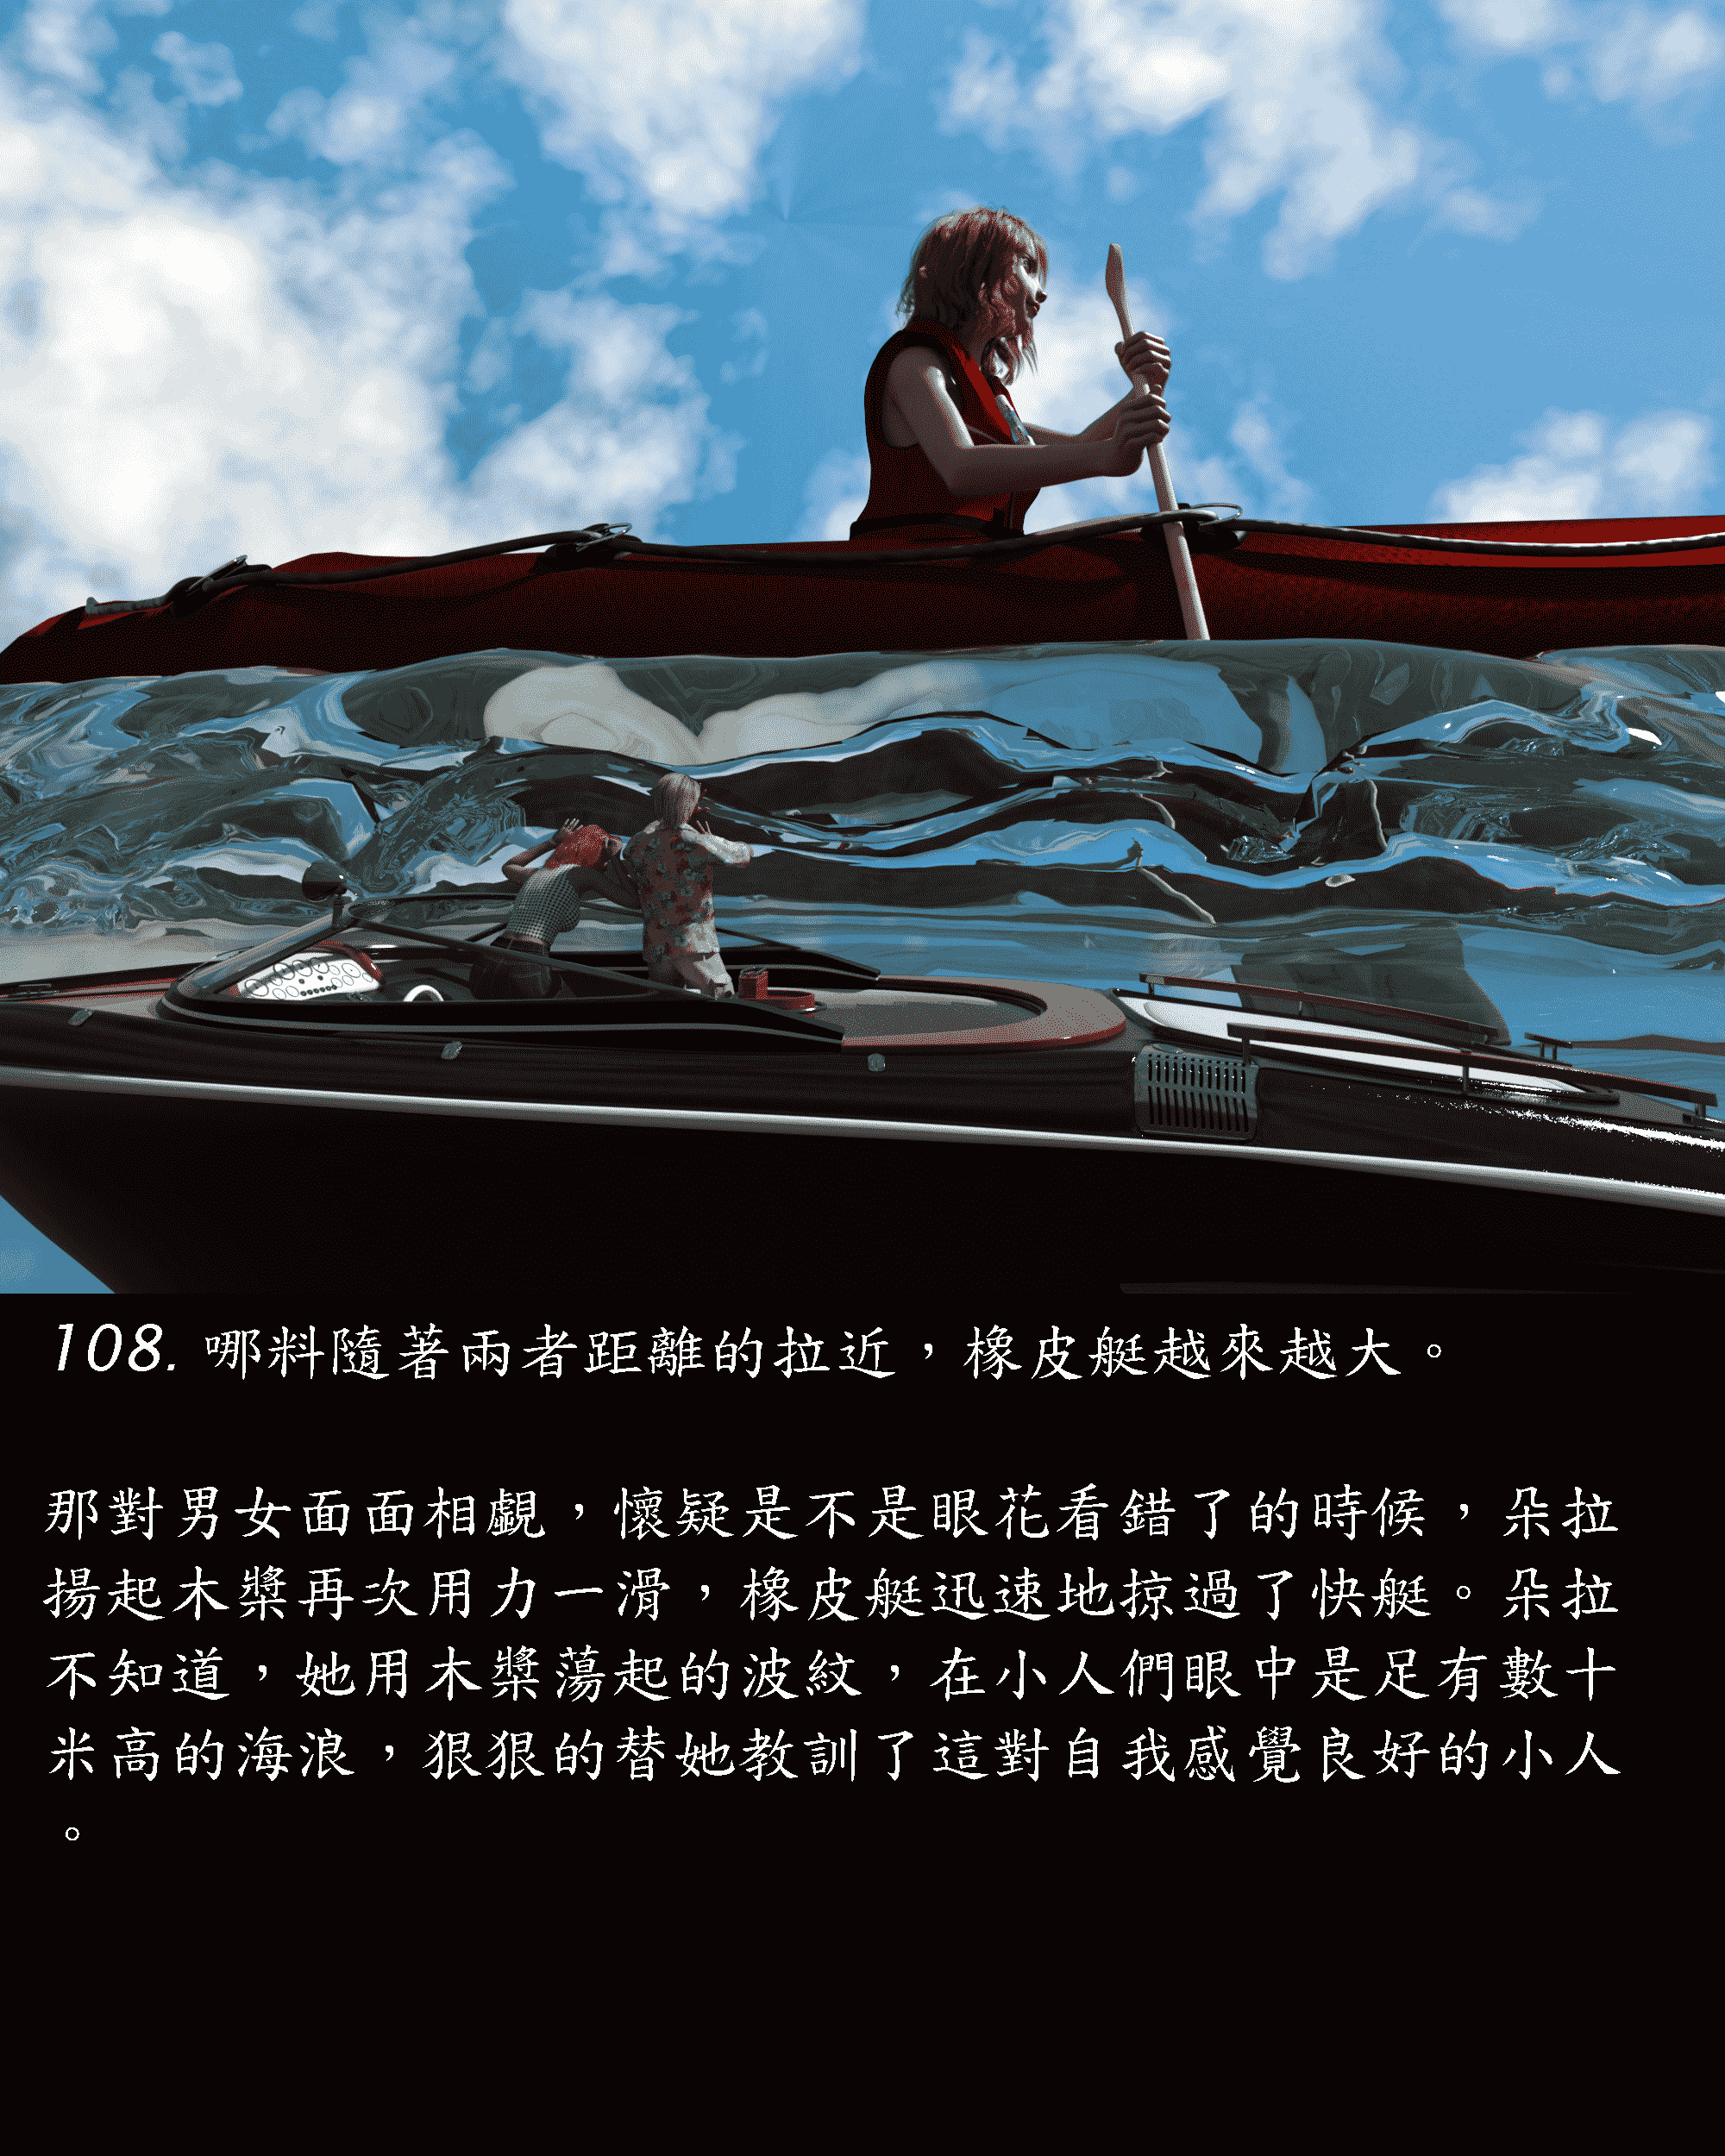 108. 哪料隨著兩者距離的拉近，橡皮艇越來越大。
那對男女面面相覷，懷疑是不是眼花看錯了的時候，朵拉
揚起木槳再次用力一滑，橡皮艇迅速地掠過了快艇。朵拉
不知道，她用木槳蕩起的波紋，在小人們眼中是足有數十
米高的海浪，狠狠的替她教訓了這對自我感覺良好的小人
。